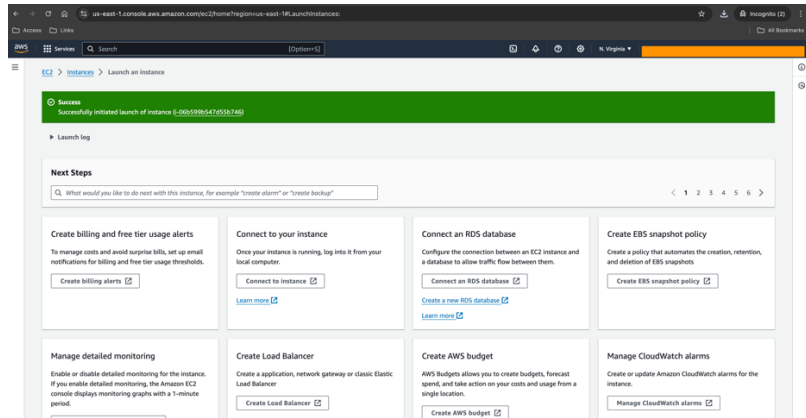 us-east-1.console.aws.amazon.com/ec2/home?region=us-east-1#LaunchInstances:
Incognito (2)
Access
Links
All Bookmarks
aws
Services
Search
[Option+S]
N. Virginia
EC2 > Instances > Launch an instance
Success
Successfully initiated launch of instance (i-06b599b547d55b746)
Launch log
Next Steps
What would you like to do next with this instance, for example "create alarm" or "create backup"
1 2 3 4 5 6
Create billing and free tier usage alerts
To manage costs and avoid surprise bills, set up email
notifications for billing and free tier usage thresholds.
Create billing alerts
Connect to your instance
Once your instance is running, log into it from your
local computer.
Connect to instance
Learn more
Connect an RDS database
Configure the connection between an EC2 instance and
a database to allow traffic flow between them.
Connect an RDS database
Create a new RDS database
Learn more
Create EBS snapshot policy
Create a policy that automates the creation, retention,
and deletion of EBS snapshots
Create EBS snapshot policy
Manage detailed monitoring
Enable or disable detailed monitoring for the instance.
If you enable detailed monitoring, the Amazon EC2
console displays monitoring graphs with a 1-minute
period.
Create Load Balancer
Create a application, network gateway or classic Elastic
Load Balancer
Create Load Balancer
Create AWS budget
AWS Budgets allows you to create budgets, forecast
spend, and take action on your costs and usage from a
single location.
Create AWS budget
Manage CloudWatch alarms
Create or update Amazon CloudWatch alarms for the
instance.
Manage CloudWatch alarms